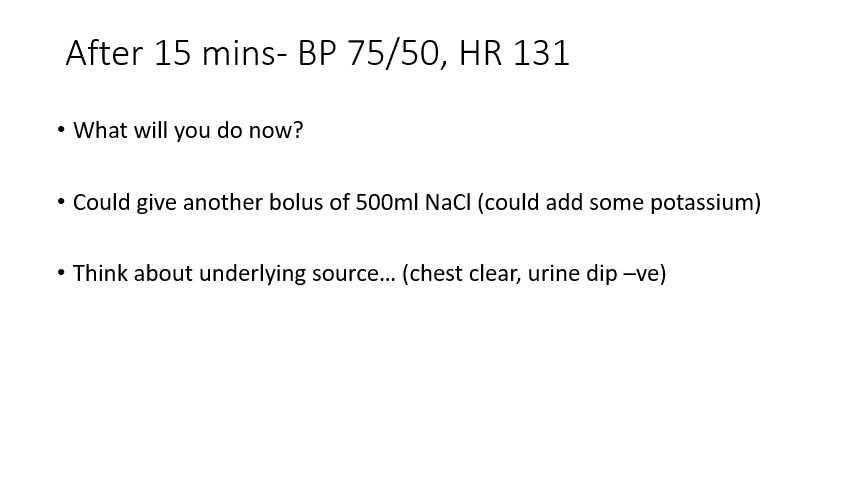 After 15 mins- BP 75/50, HR 131
• What will you do now?
• Could give another bolus of 500ml NaCl (could add some potassium)
• Think about underlying source... (chest clear, urine dip –ve)